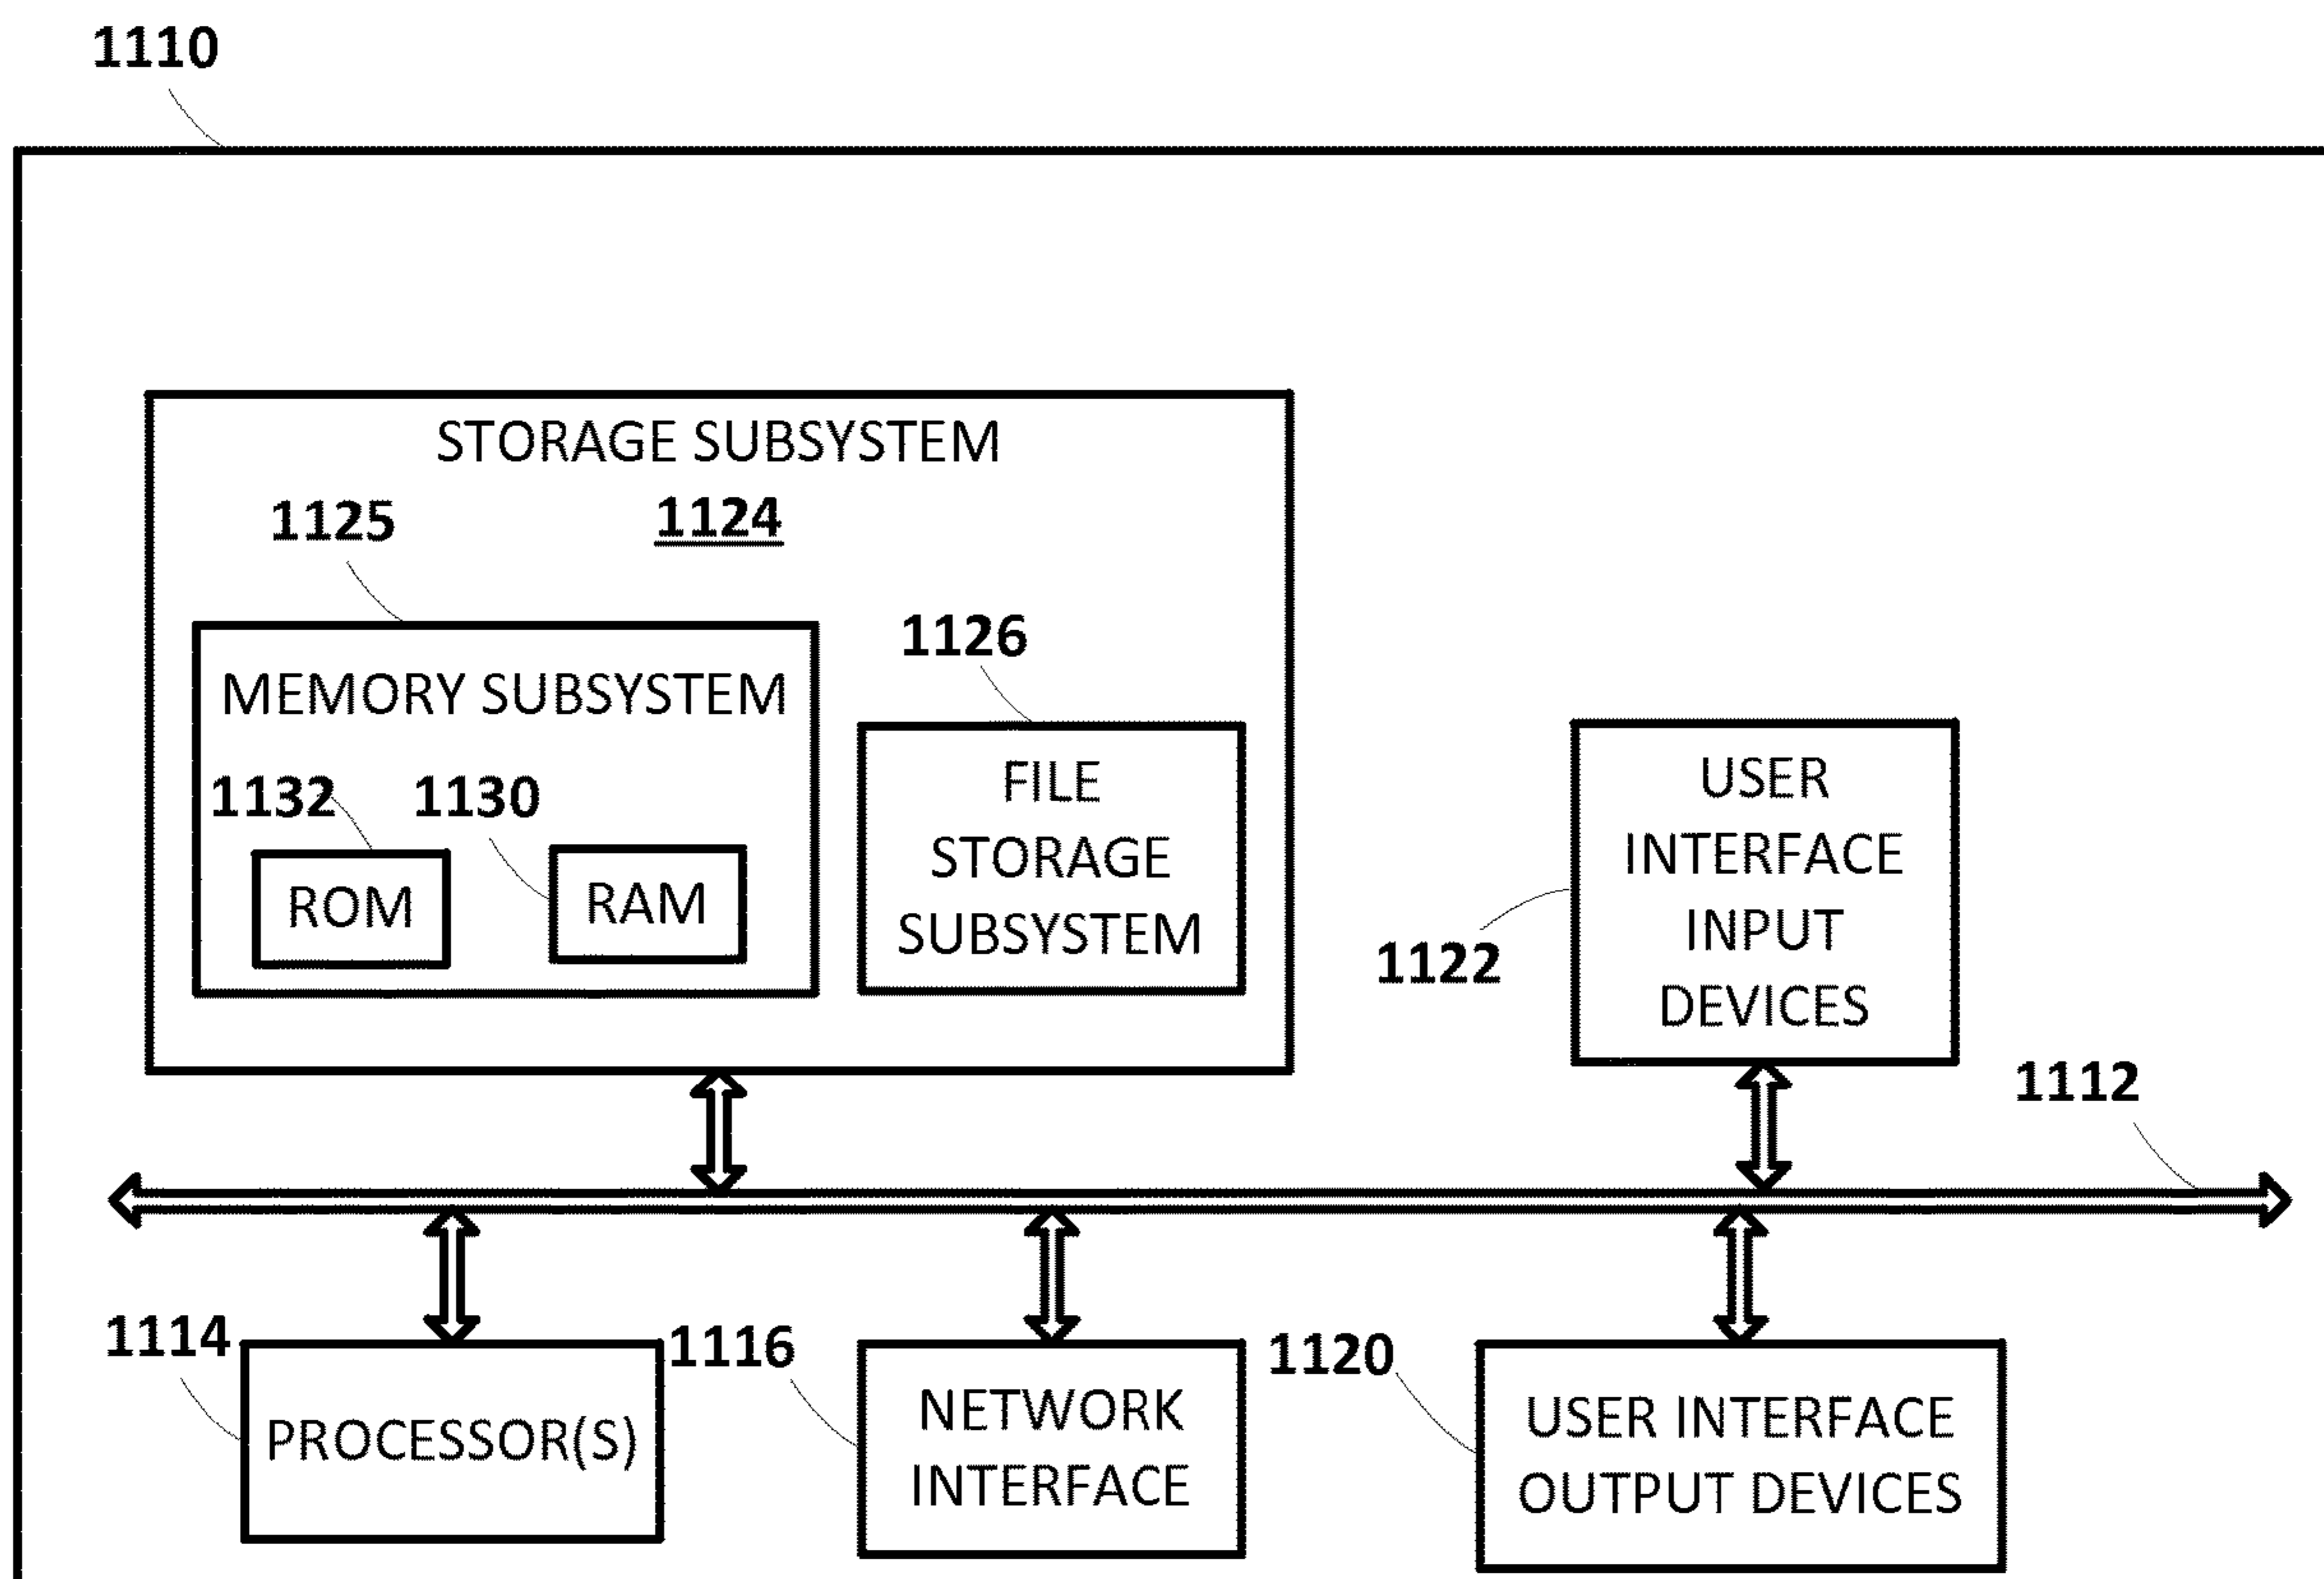 1110
STORAGE SUBSYSTEM
1124
1125
MEMORY SUBSYSTEM
1132
1130
ROM
RAM
1126
FILE
STORAGE
SUBSYSTEM
USER
INTERFACE
INPUT
DEVICES
1122
1112
1114
PROCESSOR(S)
1116
NETWORK
INTERFACE
1120
USER INTERFACE
OUTPUT DEVICES